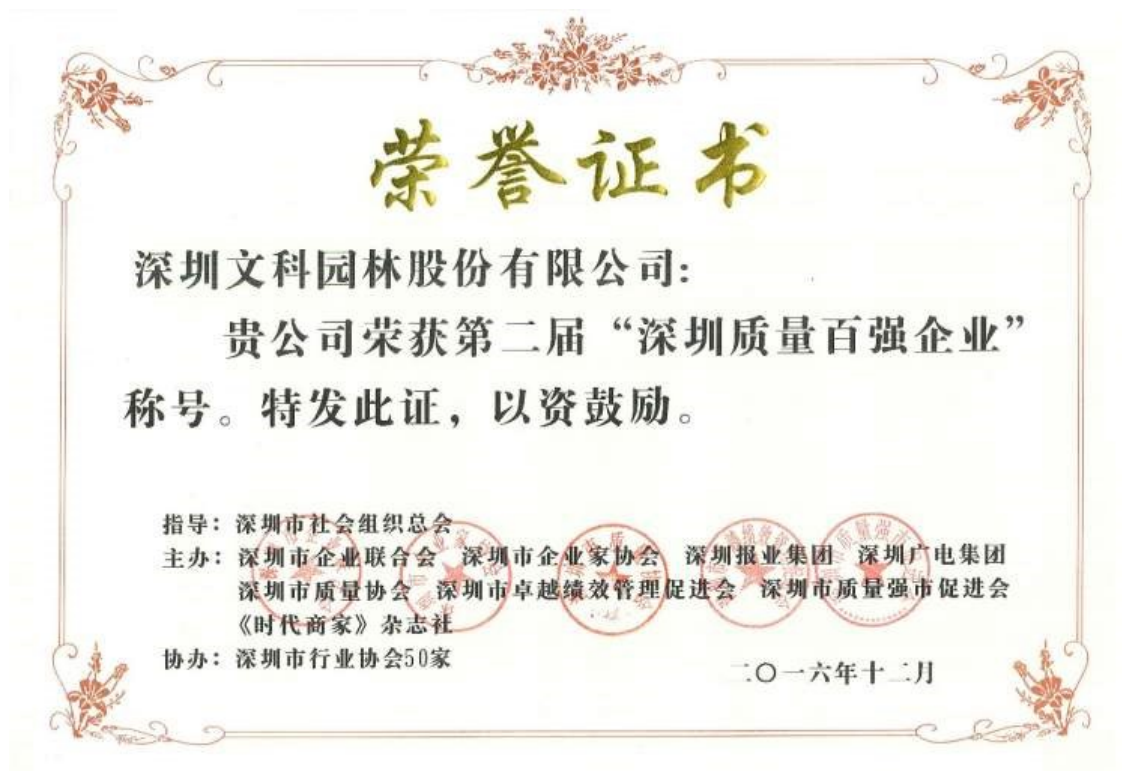 荣誉证书
深圳文科园林股份有限公司:
贵公司荣获第二届“深圳质量百强企业”
称号。特发此证,以资鼓励。
指导:深圳市社会组织总会
主办:深圳市企业联合会 深圳市企业家协会 深圳报业集团 深圳广电集团
深圳市质量协会 深圳市卓越绩效管理促进会 深圳市质量强市促进会
《时代商家》杂志社
协办:深圳市行业协会50家
二〇一六年十二月